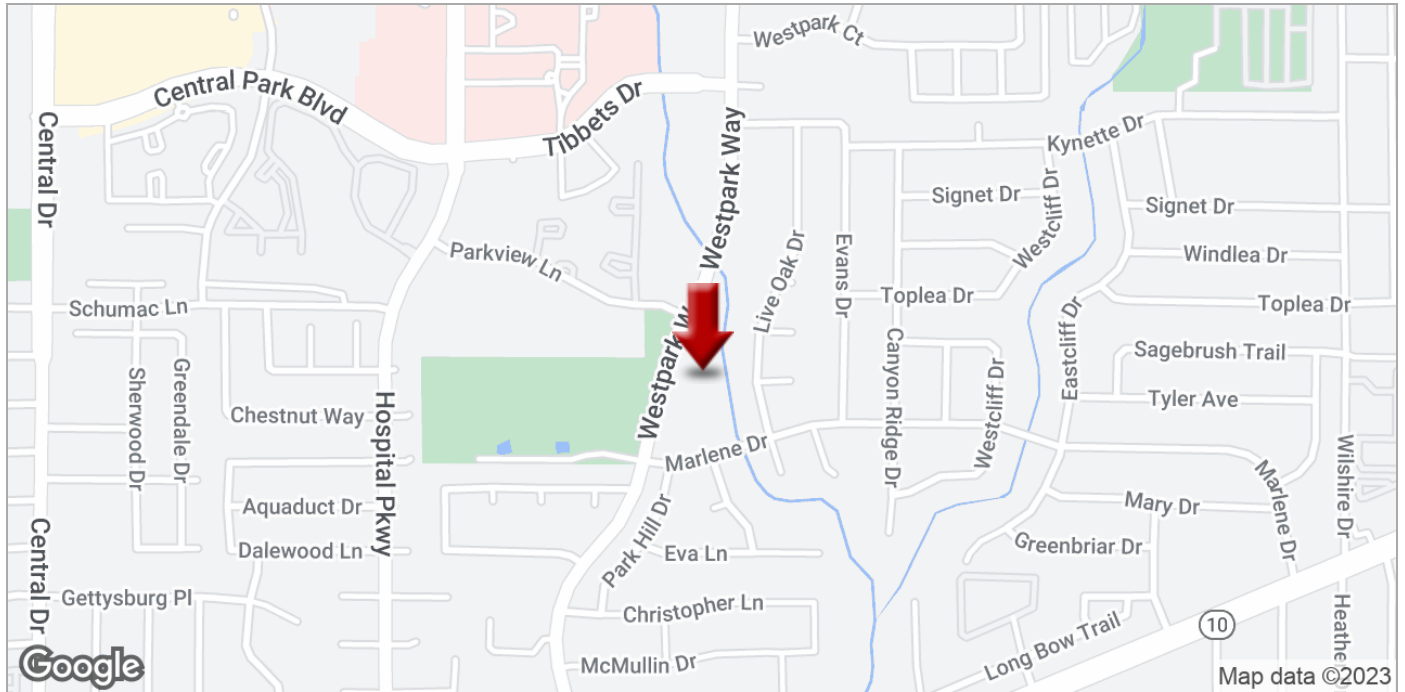 Westpark Ct
Central Park Blvd
Tibbets Dr
Central Dr
Westpark Way
Kynette Dr
Signet Dr
Westcliff Dr
Signet Dr
Parkview Ln
Live Oak Dr
Evans Dr
Windlea Dr
Toplea Dr
Toplea Dr
Schumac Ln
Westpark W
Eastcliff Dr
Canyon Ridge Dr
Sagebrush Trail
Greendale Dr
Sherwood Dr
Westcliff Dr
Tyler Ave
Chestnut Way
Hospital Pkwy
Marlene Dr
Wilshire Dr
Marlene Dr
Aquaduct Dr
Park Hill Dr
Mary Dr
Central Dr
Dalewood Ln
Eva Ln
Greenbriar Dr
Gettysburg Pl
Christopher Ln
Heathe
10
Long Bow Trail
McMullin Dr
Google
Map data ©2023